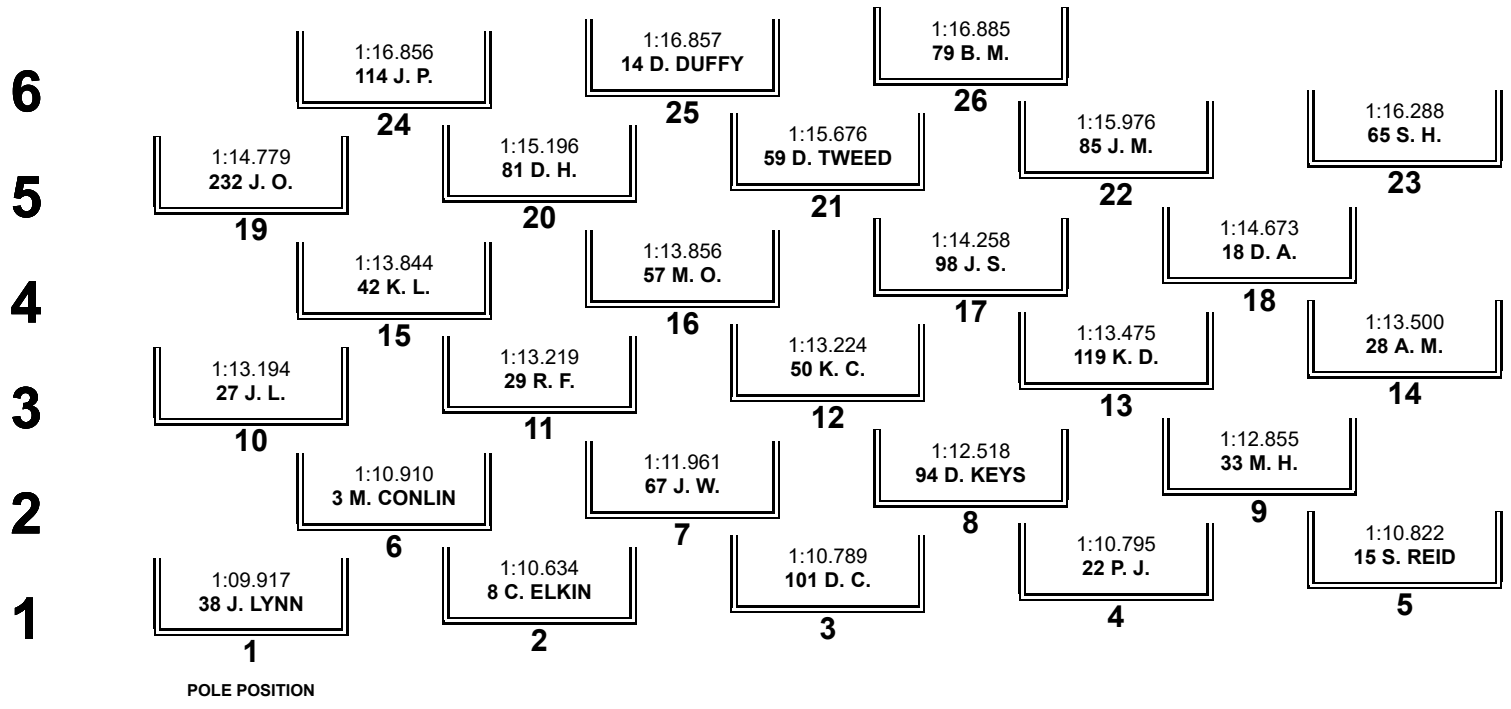 6
1:16.856
114 J. P.
24
1:16.857
14 D. DUFFY
25
1:16.885
79 B. M.
26
5
1:14.779
232 J. O.
19
1:15.196
81 D. H.
20
1:15.676
59 D. TWEED
21
1:15.976
85 J. M.
22
1:16.288
65 S. H.
23
4
1:13.844
42 K. L.
15
1:13.856
57 M. O.
16
1:14.258
98 J. S.
17
1:14.673
18 D. A.
18
3
1:13.194
27 J. L.
10
1:13.219
29 R. F.
11
1:13.224
50 K. C.
12
1:13.475
119 K. D.
13
1:13.500
28 A. M.
14
2
1:10.910
3 M. CONLIN
6
1:11.961
67 J. W.
7
1:12.518
94 D. KEYS
8
1:12.855
33 M. H.
9
1
1:09.917
38 J. LYNN
1
1:10.634
8 C. ELKIN
2
1:10.789
101 D. C.
3
1:10.795
22 P. J.
4
1:10.822
15 S. REID
5
POLE POSITION